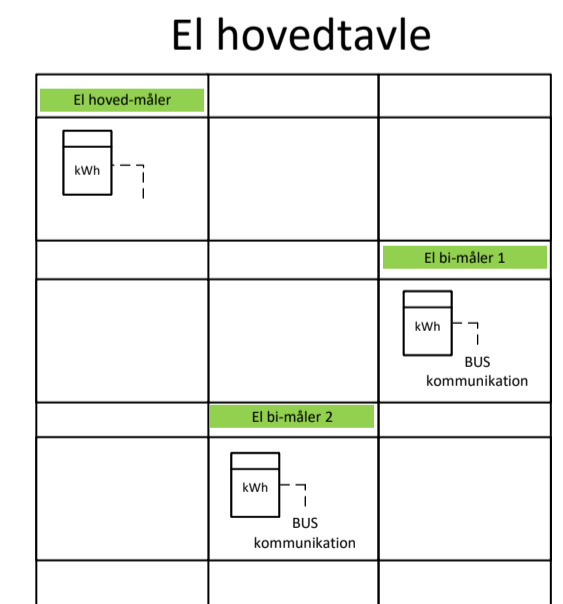 El hovedtavle
El hoved-måler
kWh
El bi-måler 1
kWh
BUS
kommunikation
El bi-måler 2
kWh
BUS
kommunikation